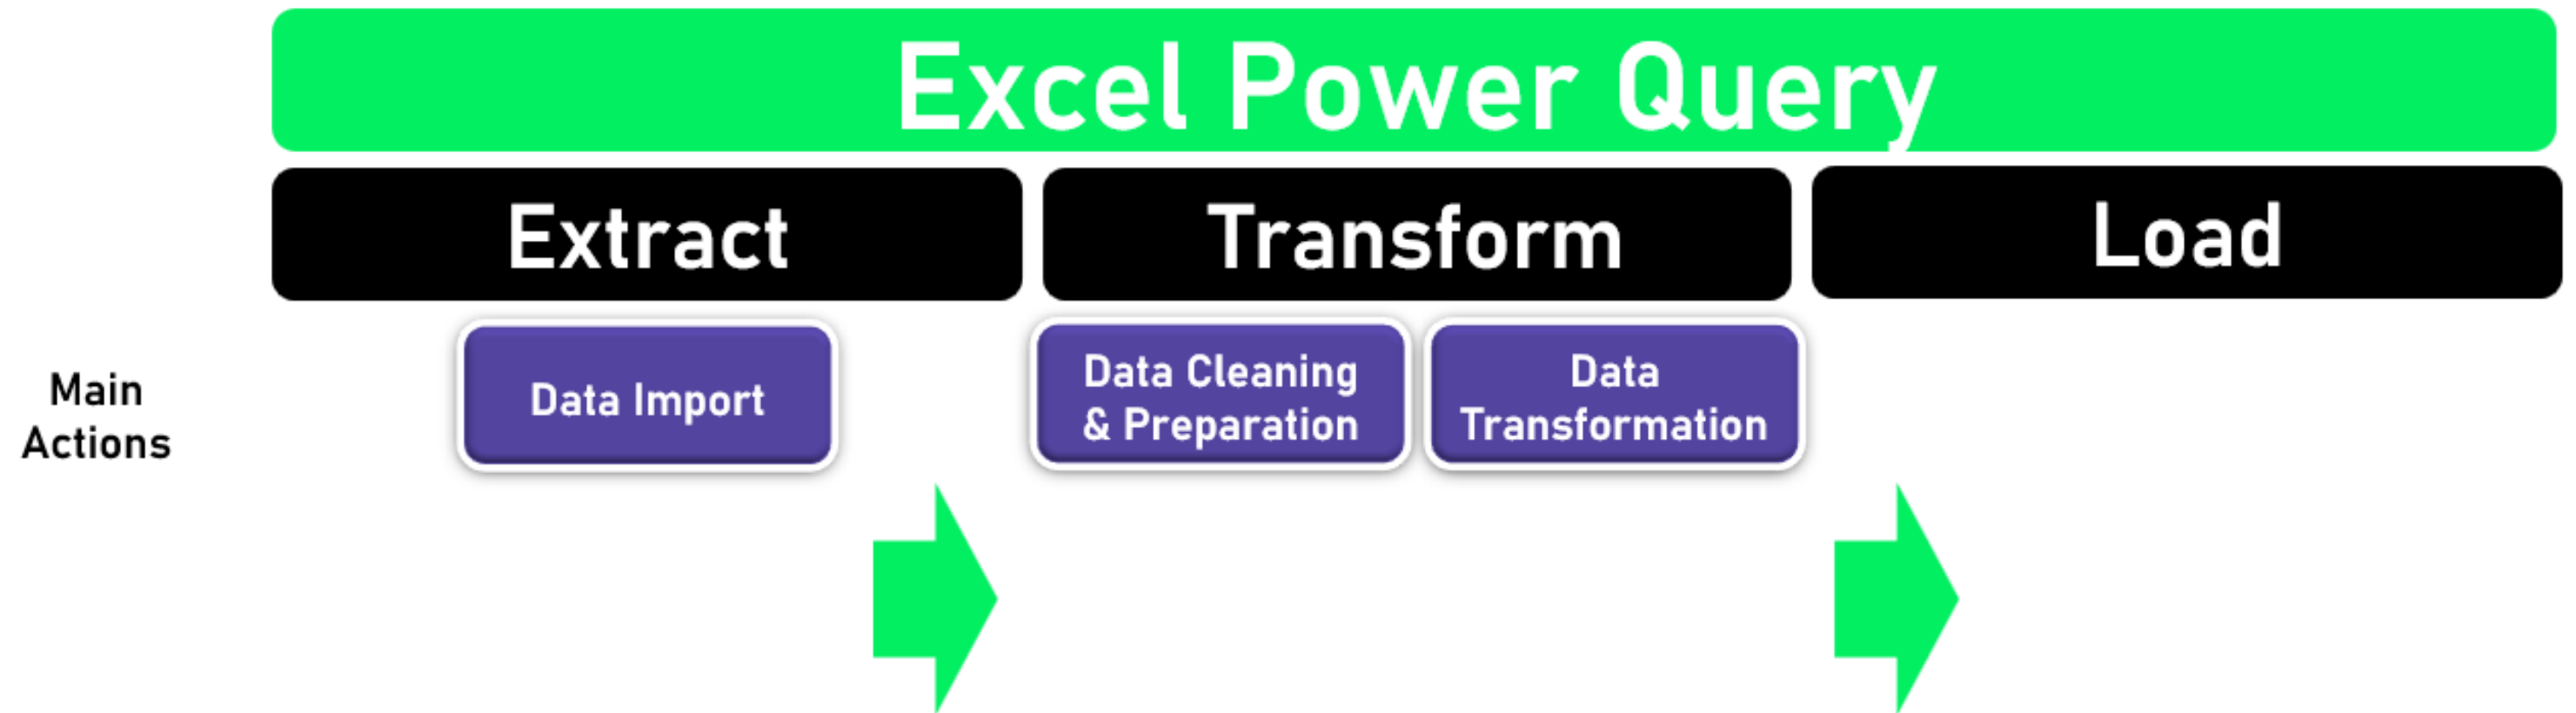 Excel Power Query
Extract
Transform
Load
Main
Actions
Data Import
Data Cleaning
& Preparation
Data
Transformation